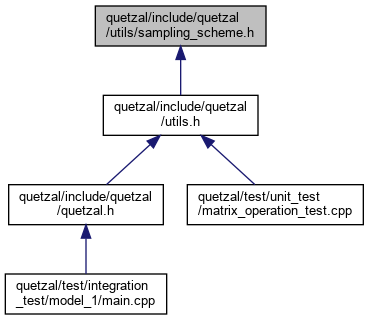 quetzal/include/quetzal
/utils/sampling_scheme.h
quetzal/include/quetzal
/utils.h
quetzal/include/quetzal
/quetzal.h
quetzal/test/unit_test
/matrix_operation_test.cpp
quetzal/test/integration
_test/model_1/main.cpp